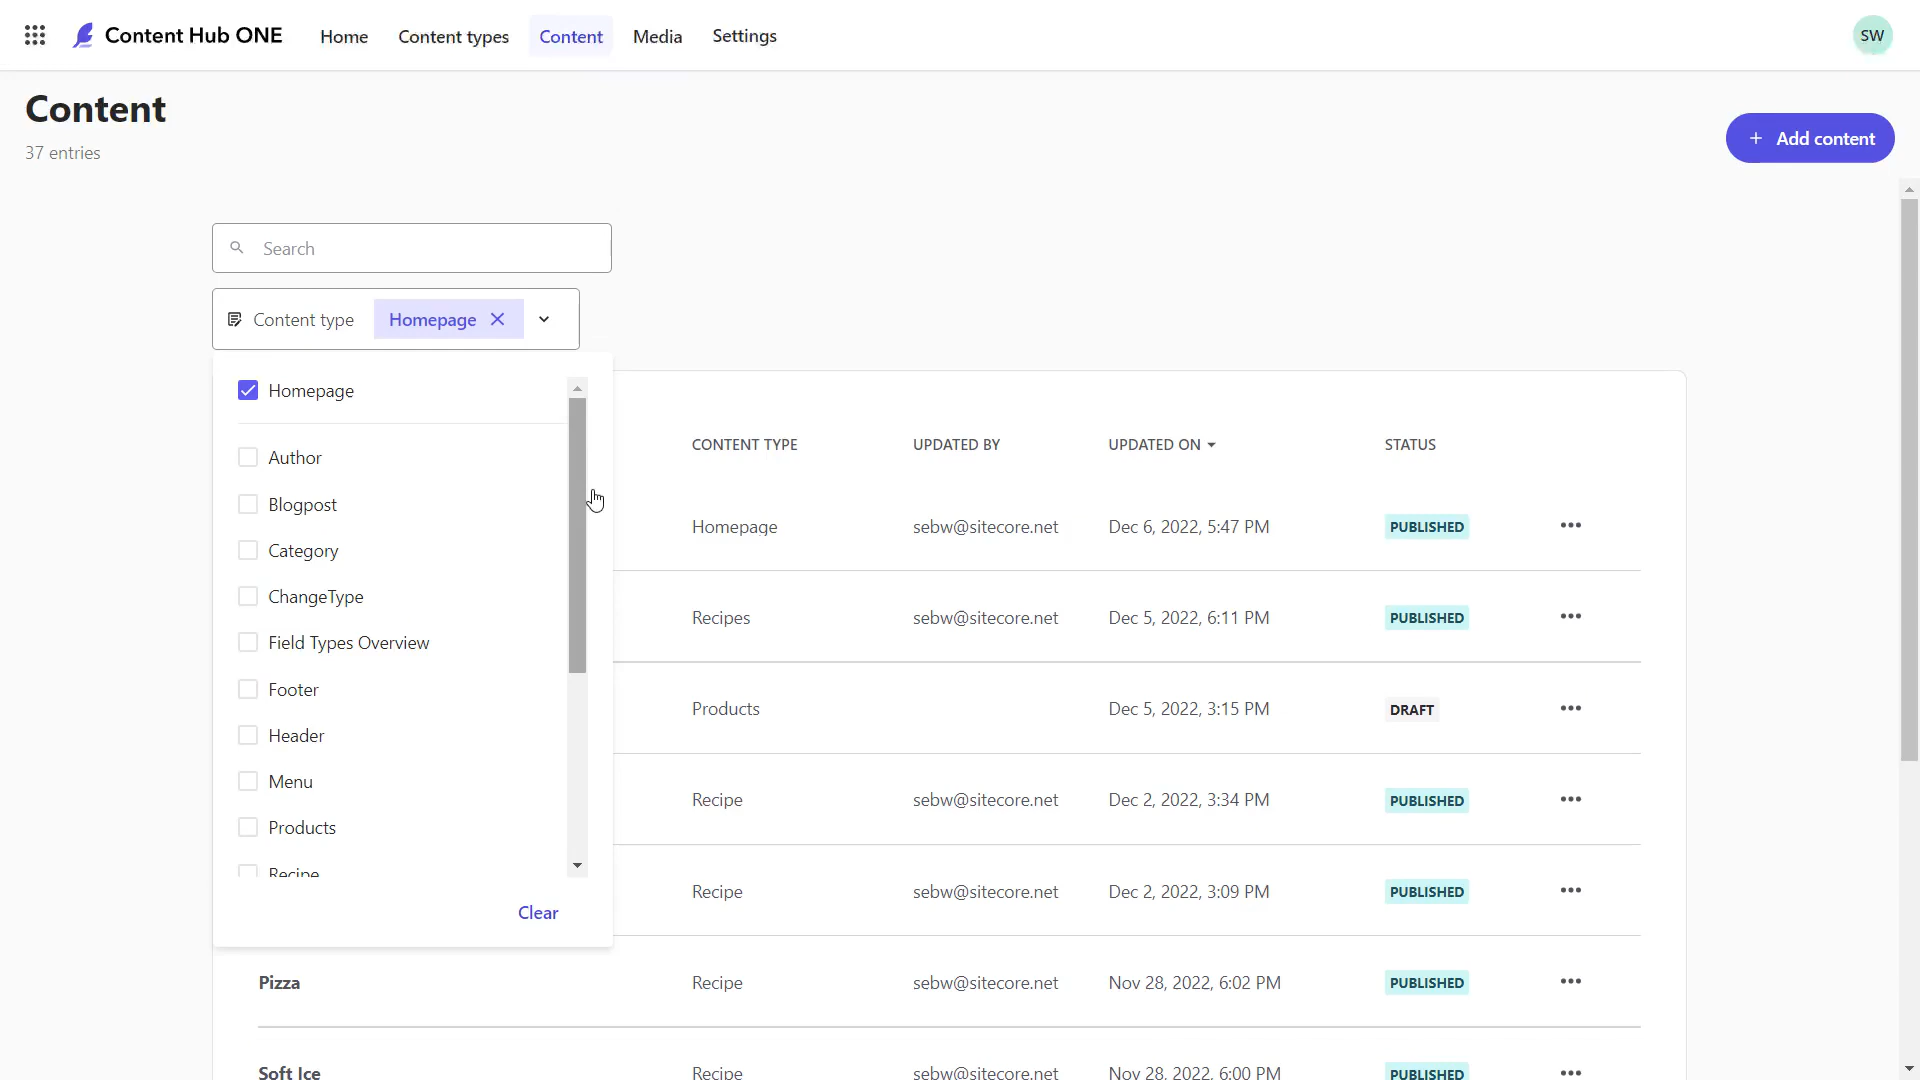 Content Hub ONE Home Content types Content Media Settings SW
Content
37 entries
+ Add content
Search
Content type Homepage
Homepage
Author
Blogpost
Category
ChangeType
Field Types Overview
Footer
Header
Menu
Products
Recipe
Clear
CONTENT TYPE UPDATED BY UPDATED ON STATUS
Homepage sebw@sitecore.net Dec 6, 2022, 5:47 PM PUBLISHED
Recipes sebw@sitecore.net Dec 5, 2022, 6:11 PM PUBLISHED
Products Dec 5, 2022, 3:15 PM DRAFT
Recipe sebw@sitecore.net Dec 2, 2022, 3:34 PM PUBLISHED
Recipe sebw@sitecore.net Dec 2, 2022, 3:09 PM PUBLISHED
Pizza Recipe sebw@sitecore.net Nov 28, 2022, 6:02 PM PUBLISHED
Soft Ice Recipe sebw@sitecore.net Nov 28, 2022, 6:00 PM PUBLISHED